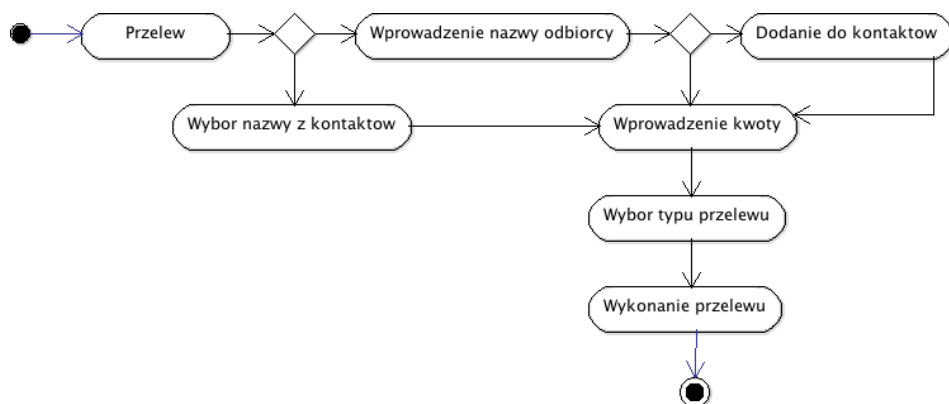 Przelew
Wprowadzenie nazwy odbiorcy
Dodanie do kontaktow
Wybor nazwy z kontaktow
Wprowadzenie kwoty
Wybor typu przelewu
Wykonanie przelewu